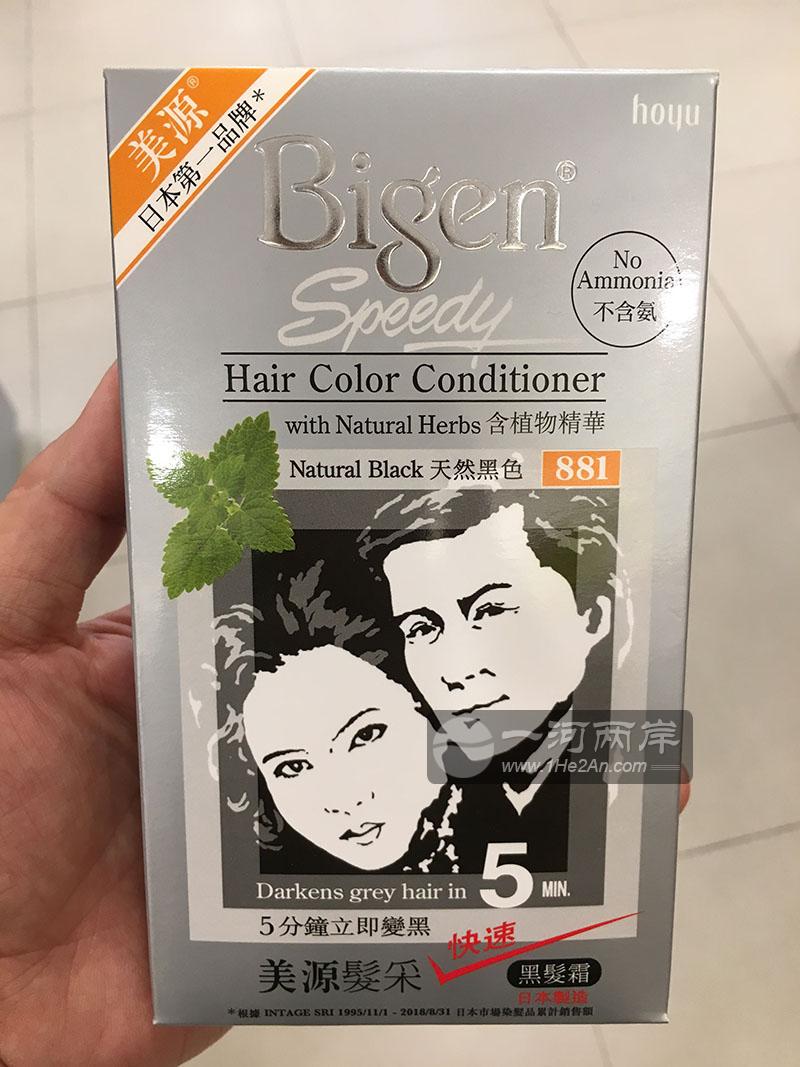 美源®
日本第一品牌*
hoyu
Bigen®
Speedy
No
Ammonia
不含氨
Hair Color Conditioner
with Natural Herbs 含植物精華
Natural Black 天然黑色 881
一河两岸
www.1He2An.com
Darkens grey hair in 5 MIN.
5分鐘立即變黑
快速
美源髮采
黑髮霜
日本製造
*根據 INTAGE SRI 1995/11/1 - 2018/8/31 日本市場染髮品累計銷售額